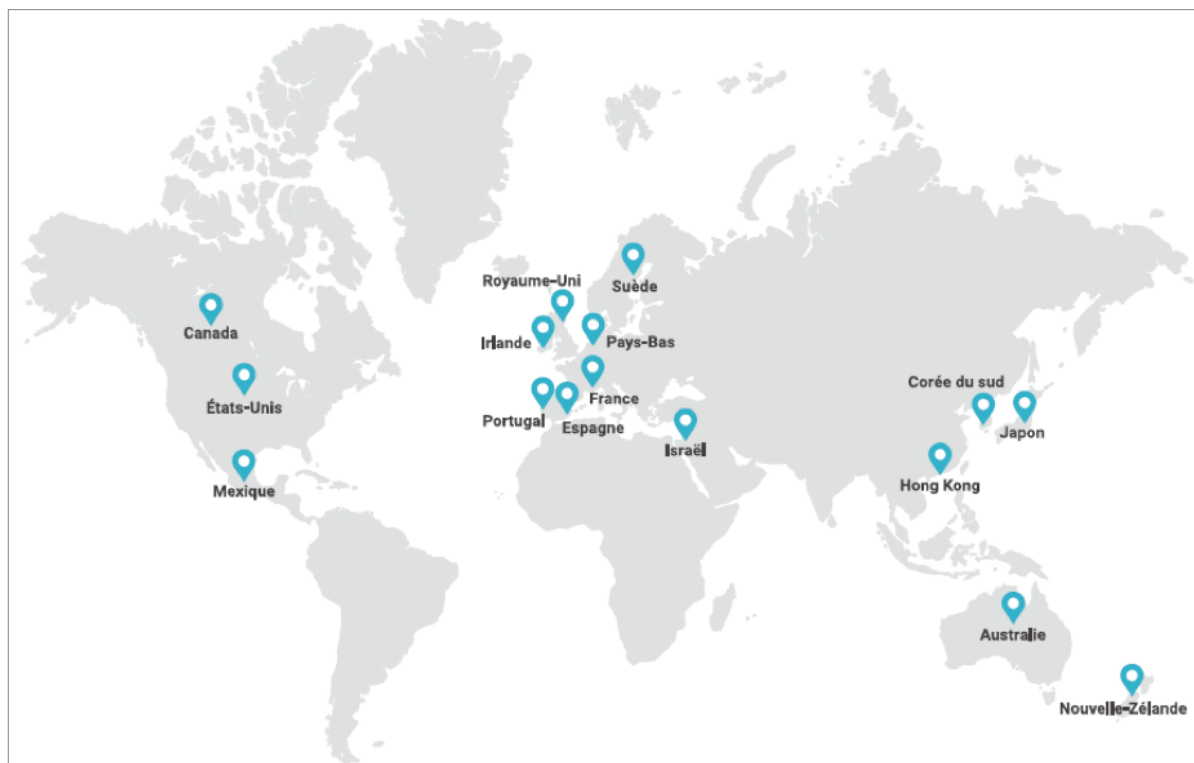 Royaume-Uni
Suède
Canada
Irlande
Pays-Bas
Corée du sud
France
États-Unis
Portugal
Espagne
Japon
Israël
Hong Kong
Mexique
Australie
Nouvelle-Zélande